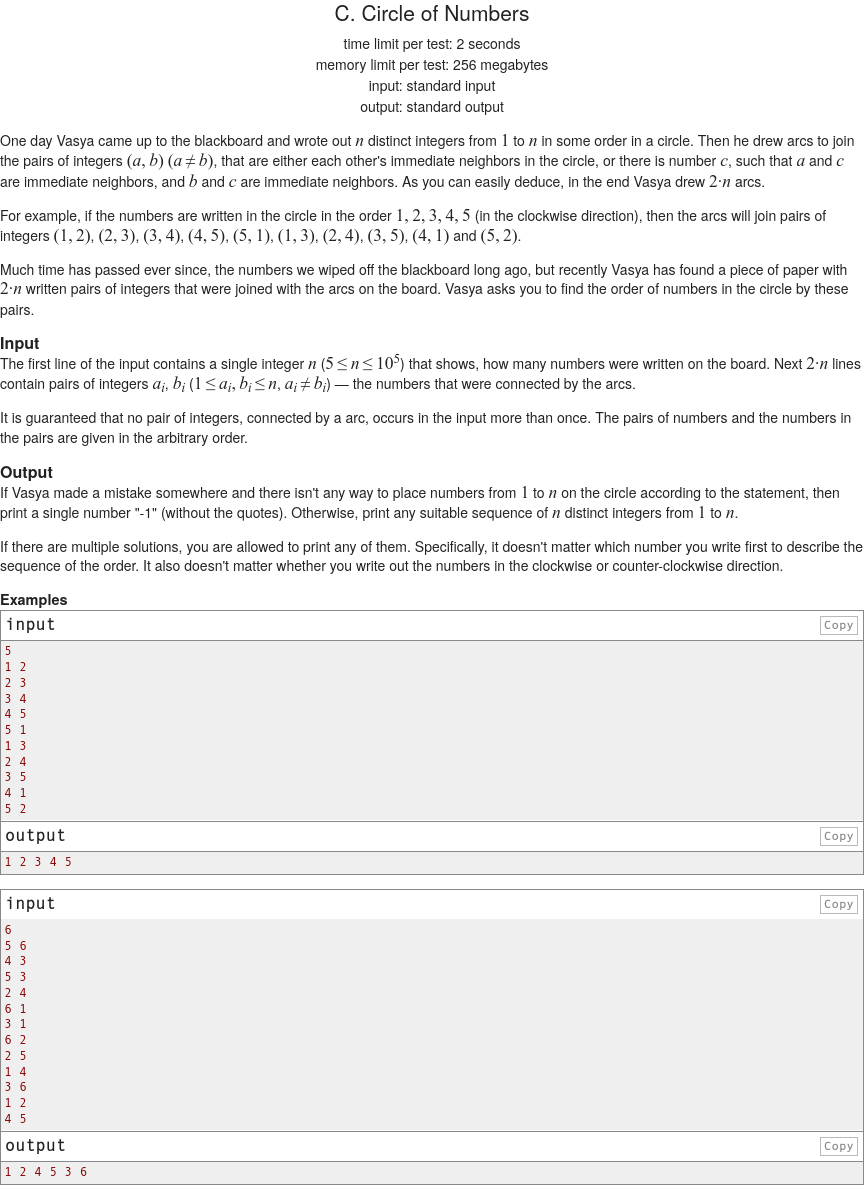 C. Circle of Numbers
time limit per test: 2 seconds
memory limit per test: 256 megabytes
input: standard input
output: standard output
One day Vasya came up to the blackboard and wrote out n distinct integers from 1 to n in some order in a circle. Then he drew arcs to join
the pairs of integers (a, b) (a ≠ b), that are either each other's immediate neighbors in the circle, or there is number c, such that a and c
are immediate neighbors, and b and c are immediate neighbors. As you can easily deduce, in the end Vasya drew 2·n arcs.
For example, if the numbers are written in the circle in the order 1, 2, 3, 4, 5 (in the clockwise direction), then the arcs will join pairs of
integers (1, 2), (2, 3), (3, 4), (4, 5), (5, 1), (1, 3), (2, 4), (3, 5), (4, 1) and (5, 2).
Much time has passed ever since, the numbers we wiped off the blackboard long ago, but recently Vasya has found a piece of paper with
2·n written pairs of integers that were joined with the arcs on the board. Vasya asks you to find the order of numbers in the circle by these
pairs.
Input
The first line of the input contains a single integer n (5 ≤ n ≤ 10⁵) that shows, how many numbers were written on the board. Next 2·n lines
contain pairs of integers aᵢ, bᵢ (1 ≤ aᵢ, bᵢ ≤ n, aᵢ ≠ bᵢ) — the numbers that were connected by the arcs.
It is guaranteed that no pair of integers, connected by a arc, occurs in the input more than once. The pairs of numbers and the numbers in
the pairs are given in the arbitrary order.
Output
If Vasya made a mistake somewhere and there isn't any way to place numbers from 1 to n on the circle according to the statement, then
print a single number "-1" (without the quotes). Otherwise, print any suitable sequence of n distinct integers from 1 to n.
If there are multiple solutions, you are allowed to print any of them. Specifically, it doesn't matter which number you write first to describe the
sequence of the order. It also doesn't matter whether you write out the numbers in the clockwise or counter-clockwise direction.
Examples
input Copy
5
1 2
2 3
3 4
4 5
5 1
1 3
2 4
3 5
4 1
5 2
output Copy
1 2 3 4 5
input Copy
6
5 6
4 3
5 3
2 4
6 1
3 1
6 2
2 5
1 4
3 6
1 2
4 5
output Copy
1 2 4 5 3 6